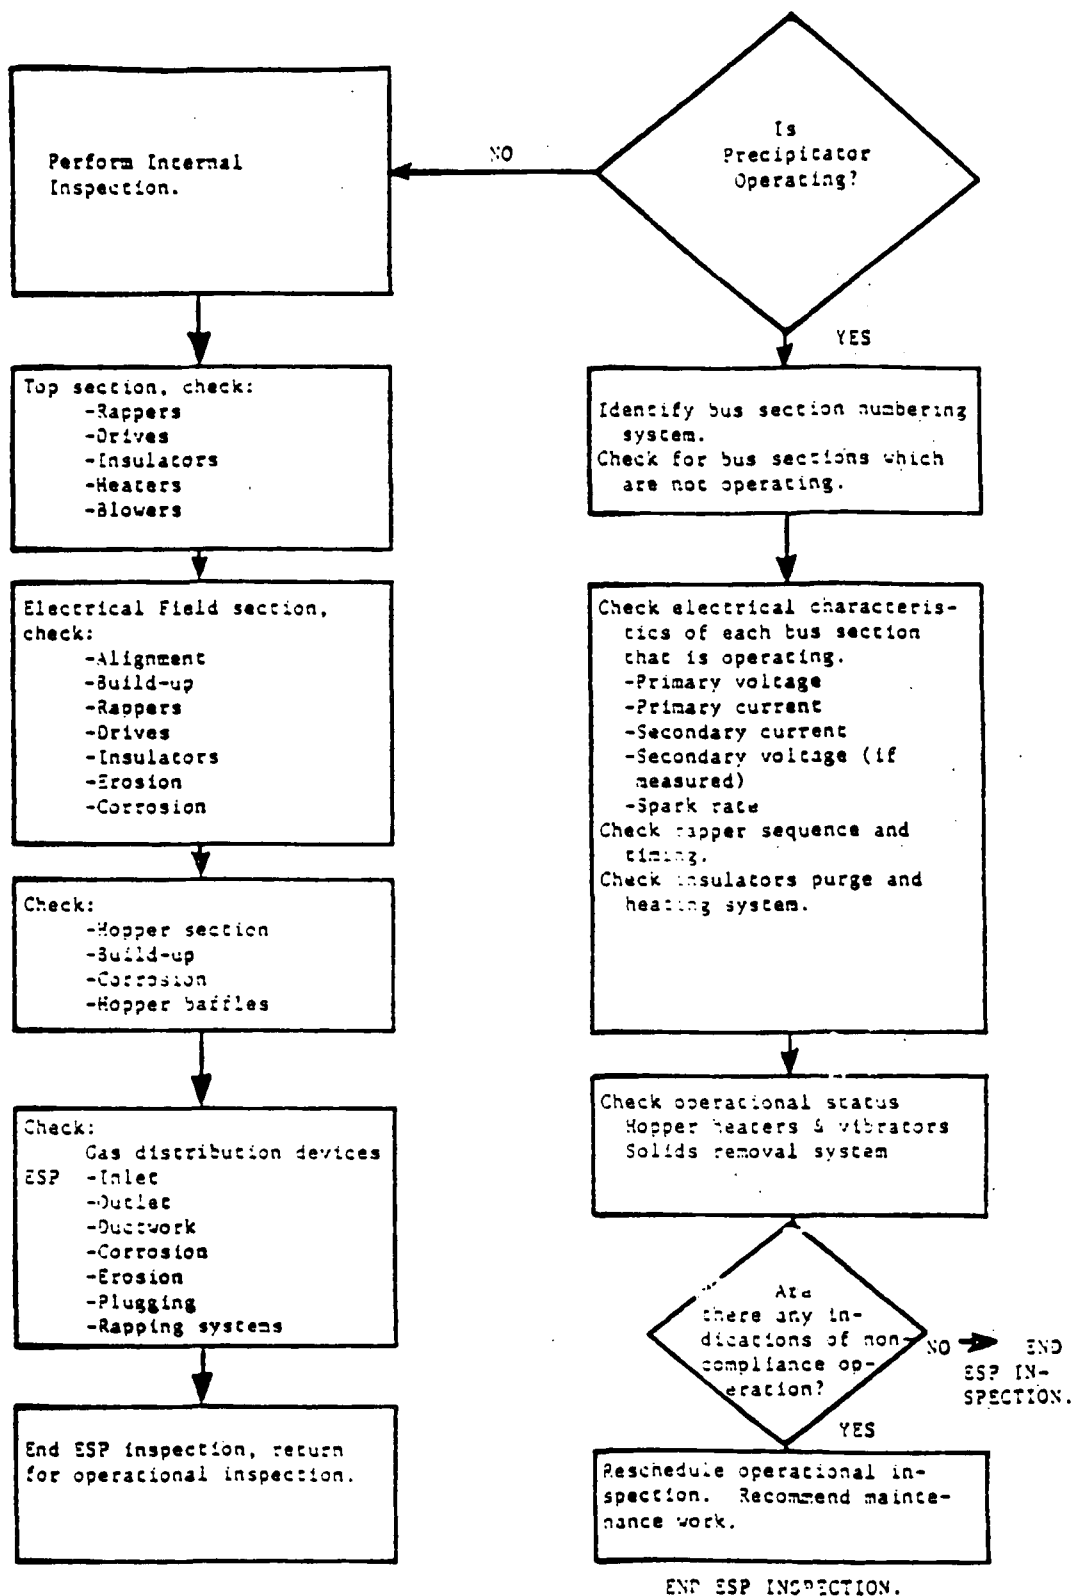 Is
Precipitator
Operating?
NO
YES
Perform Internal
Inspection.
Top section, check:
-Rappers
-Drives
-Insulators
-Heaters
-Blowers
Electrical Field section,
check:
-Alignment
-Build-up
-Rappers
-Drives
-Insulators
-Erosion
-Corrosion
Check:
-Hopper section
-Build-up
-Corrosion
-Hopper baffles
Check:
Gas distribution devices
ESP -Inlet
-Outlet
-Ductwork
-Corrosion
-Erosion
-Plugging
-Rapping systems
End ESP inspection, return
for operational inspection.
Identify bus section numbering
system.
Check for bus sections which
are not operating.
Check electrical characteris-
tics of each bus section
that is operating.
-Primary voltage
-Primary current
-Secondary current
-Secondary voltage (if
measured)
-Spark rate
Check rapper sequence and
timing.
Check insulators purge and
heating system.
Check operational status
Hopper heaters & vibrators
Solids removal system
Are
there any in-
dications of non-
compliance op-
eration?
NO
END
ESP IN-
SPECTION.
YES
Reschedule operational in-
spection. Recommend mainte-
nance work.
END ESP INSPECTION.